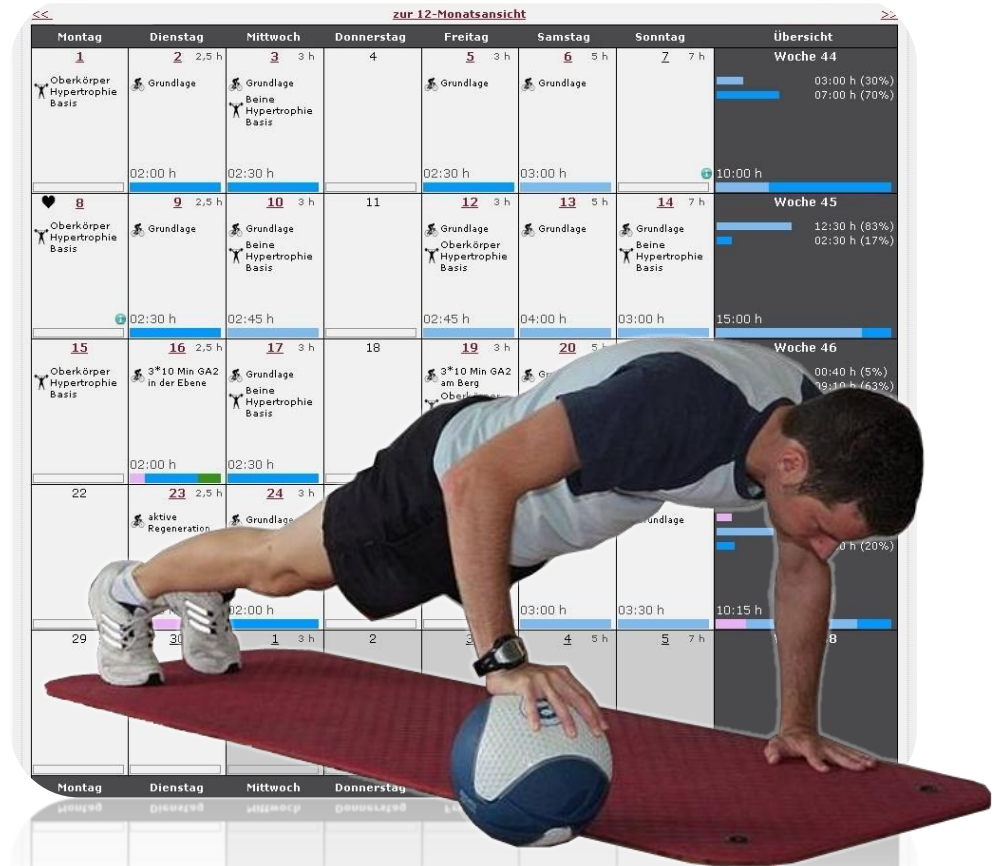 << zur 12-Monatsansicht >>
Montag Dienstag Mittwoch Donnerstag Freitag Samstag Sonntag Übersicht
1 2 2,5 h 3 3 h 4 5 3 h 6 5 h 7 7 h Woche 44
Oberkörper Hypertrophie Basis
Grundlage
Grundlage
Beine Hypertrophie Basis
Grundlage
Grundlage
03:00 h (30%)
07:00 h (70%)
02:00 h 02:30 h 02:30 h 03:00 h 10:00 h
8 9 2,5 h 10 3 h 11 12 3 h 13 5 h 14 7 h Woche 45
Oberkörper Hypertrophie Basis
Grundlage
Grundlage
Beine Hypertrophie Basis
Grundlage
Oberkörper Hypertrophie Basis
Grundlage
Grundlage
Beine Hypertrophie Basis
12:30 h (83%)
02:30 h (17%)
02:30 h 02:45 h 02:45 h 04:00 h 03:00 h 15:00 h
15 16 2,5 h 17 3 h 18 19 3 h 20 5 Woche 46
Oberkörper Hypertrophie Basis
3*10 Min GA2 in der Ebene
Grundlage
Beine Hypertrophie Basis
3*10 Min GA2 am Berg
00:40 h (5%)
09:10 h (63%)
02:00 h 02:30 h
22 23 2,5 h 24 3 h
aktive Regeneration
Grundlage
h (20%)
02:00 h 03:00 h 03:30 h 10:15 h
29 30 1 3 h 2 3 4 5 h 5 7 h
Montag Dienstag Mittwoch Donnerstag